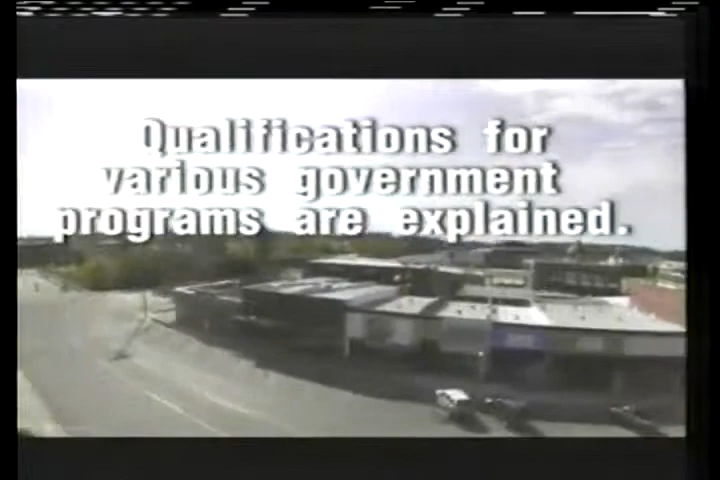 Qualifications for
various government
programs are explained.